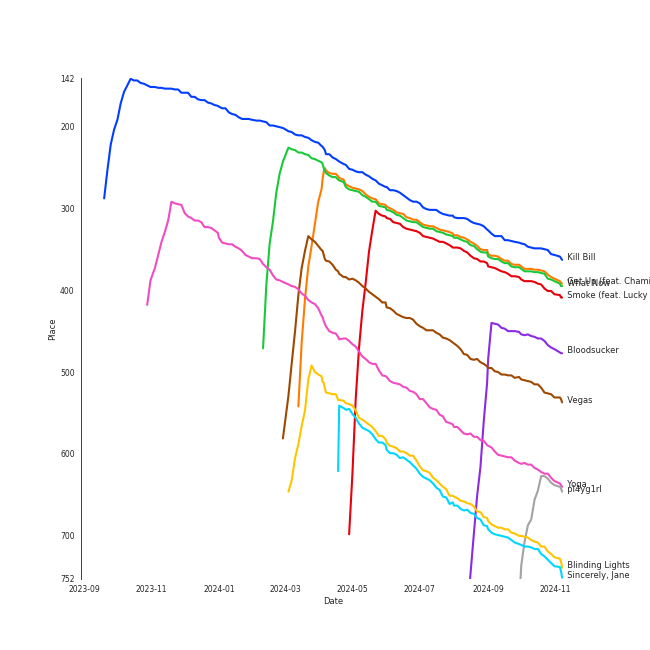 142
200
300
400
500
600
700
752
Place
2023-09
2023-11
2024-01
2024-03
2024-05
2024-07
2024-09
2024-11
Date
Kill Bill
Get Up (feat. Chami
What Now
Smoke (feat. Lucky
Bloodsucker
Vegas
Yoga
pl4yg1rl
Blinding Lights
Sincerely, Jane